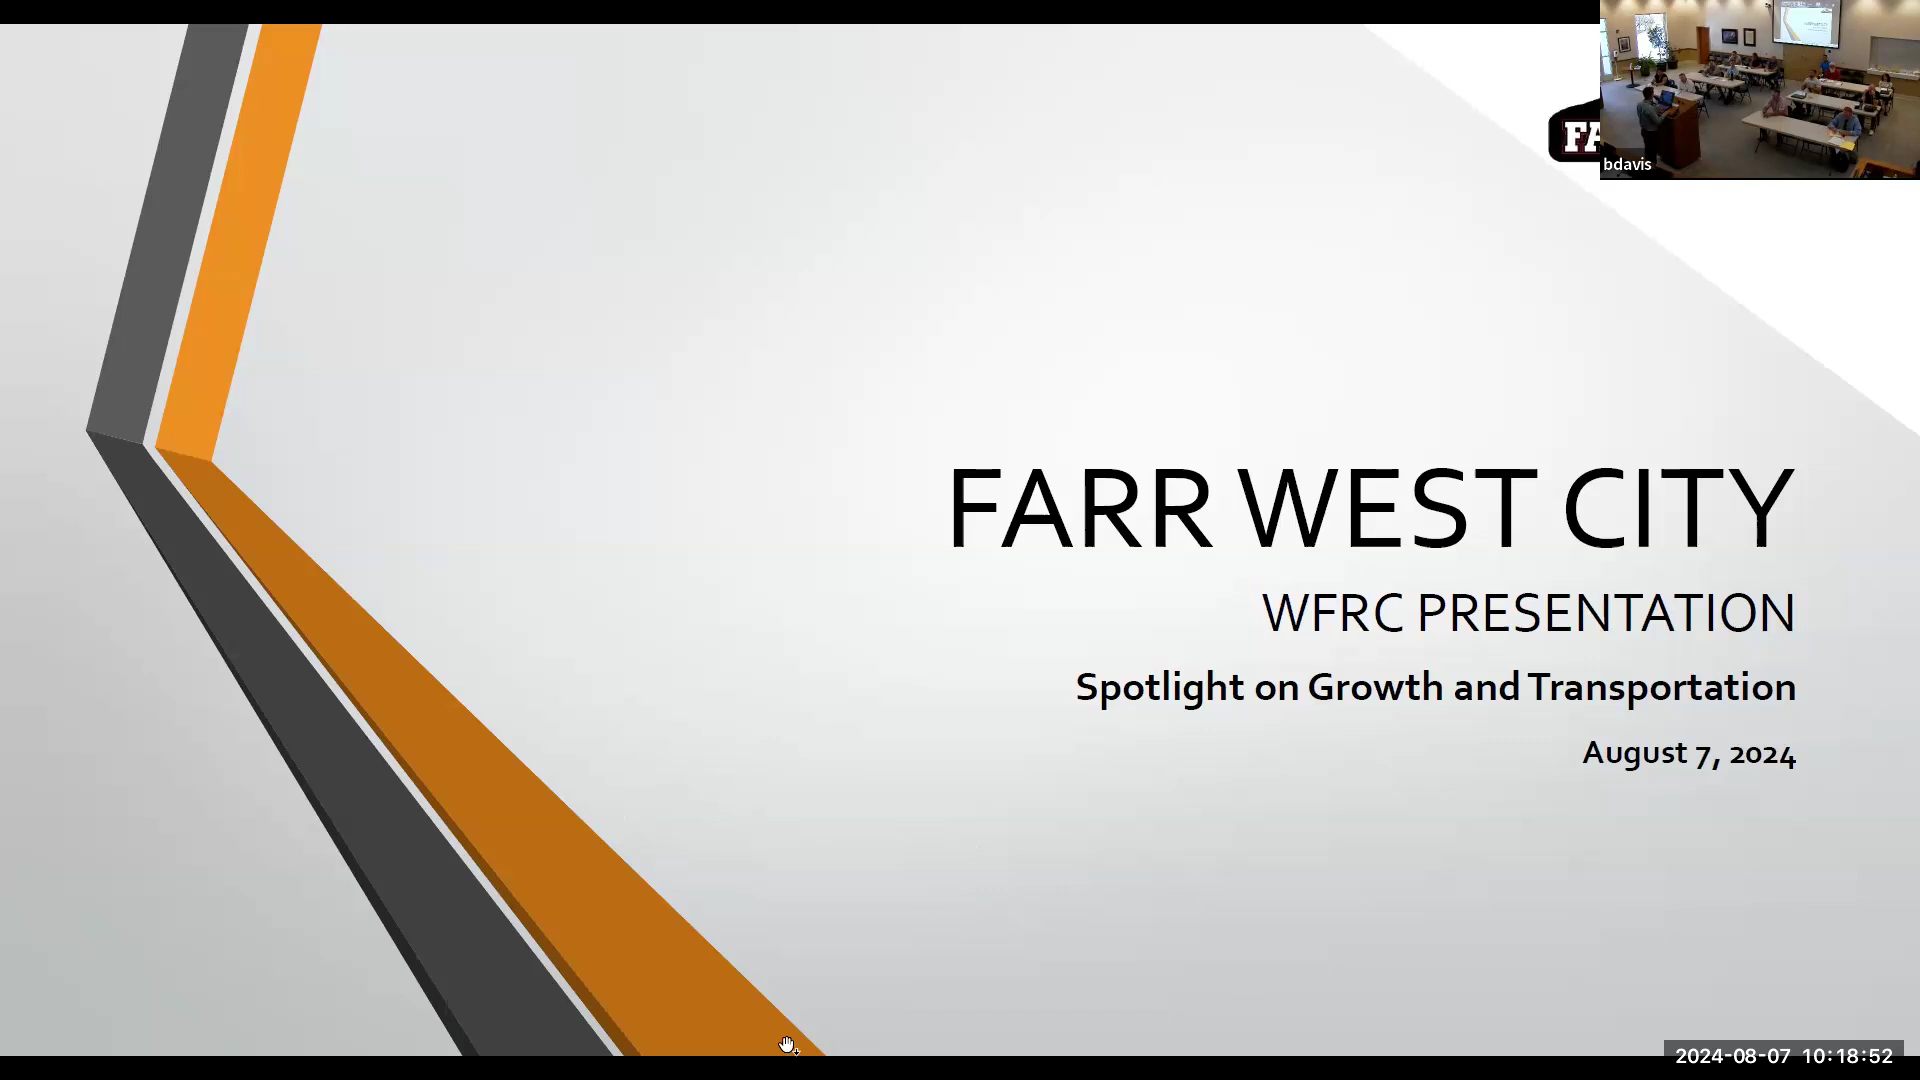 FA
bdavis
FARR WEST CITY
WFRC PRESENTATION
Spotlight on Growth and Transportation
August 7, 2024
2024-08-07 10:18:52